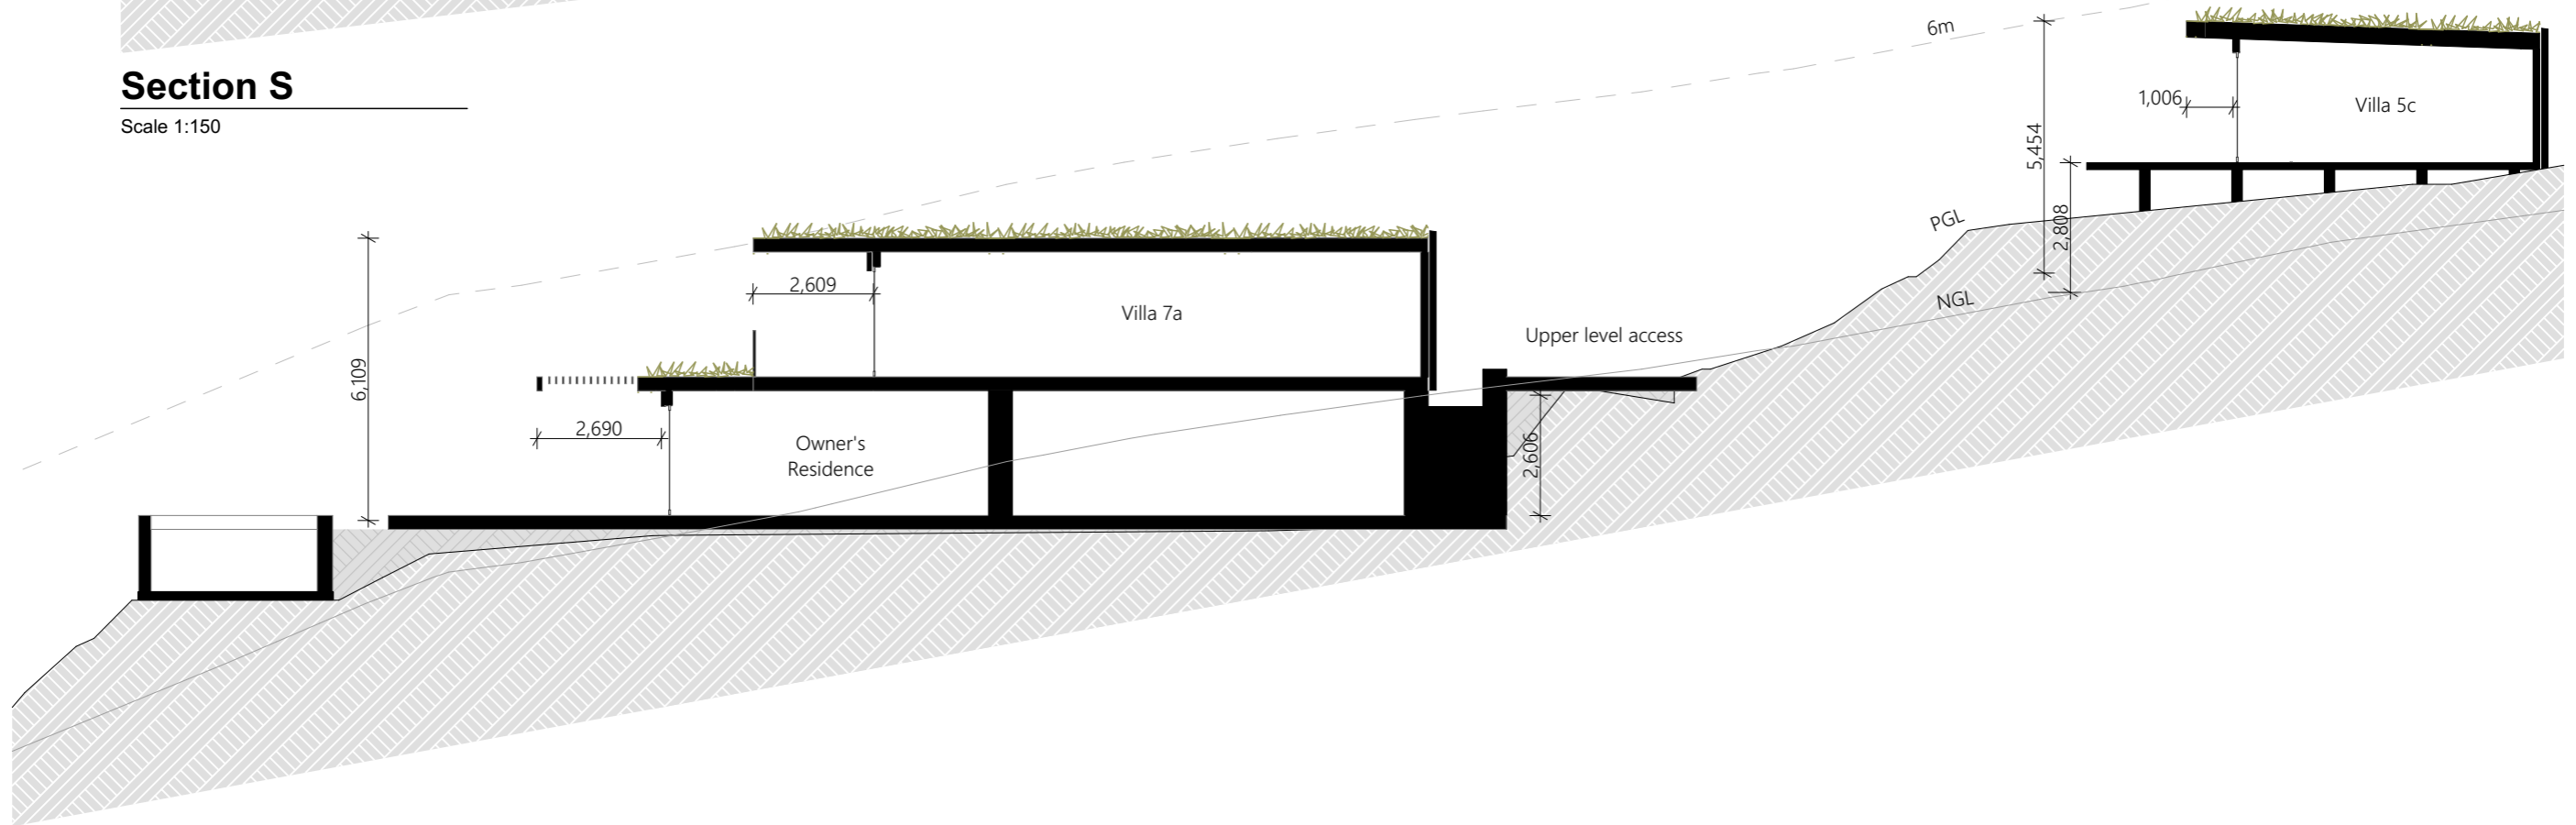 Section S
Scale 1:150
6m
1,006
Villa 5c
5,454
2,808
PGL
NGL
2,609
Villa 7a
Upper level access
6,109
2,690
Owner's
Residence
2,606